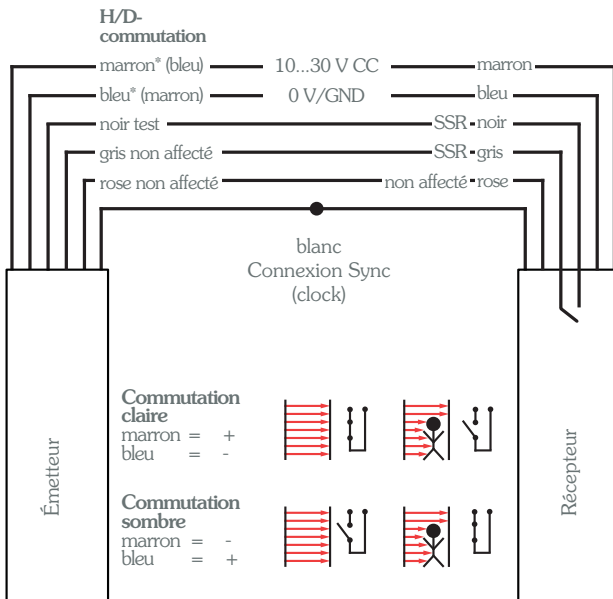 H/D-
commutation
marron* (bleu) 10...30 V CC marron
bleu* (marron) 0 V/GND bleu
noir test SSR noir
gris non affecté SSR gris
rose non affecté non affecté rose
blanc
Connexion Sync
(clock)
Émetteur
Récepteur
Commutation
claire
marron = +
bleu = -
Commutation
sombre
marron = -
bleu = +